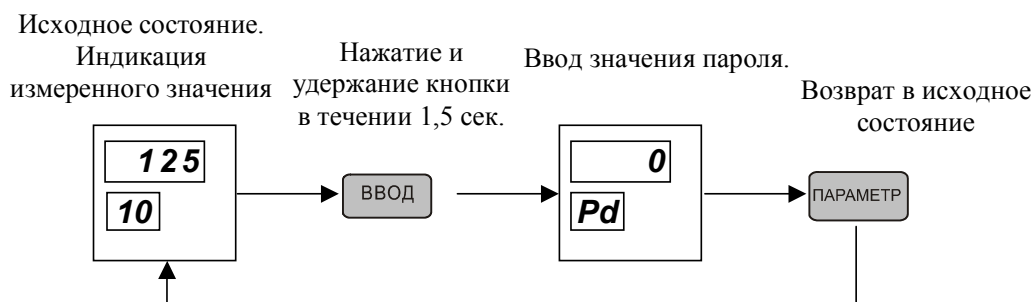 Исходное состояние.
Индикация
измеренного значения
Нажатие и
удержание кнопки
в течении 1,5 сек.
Ввод значения пароля.
Возврат в исходное
состояние
125
10
ВВОД
0
Pd
ПАРАМЕТР